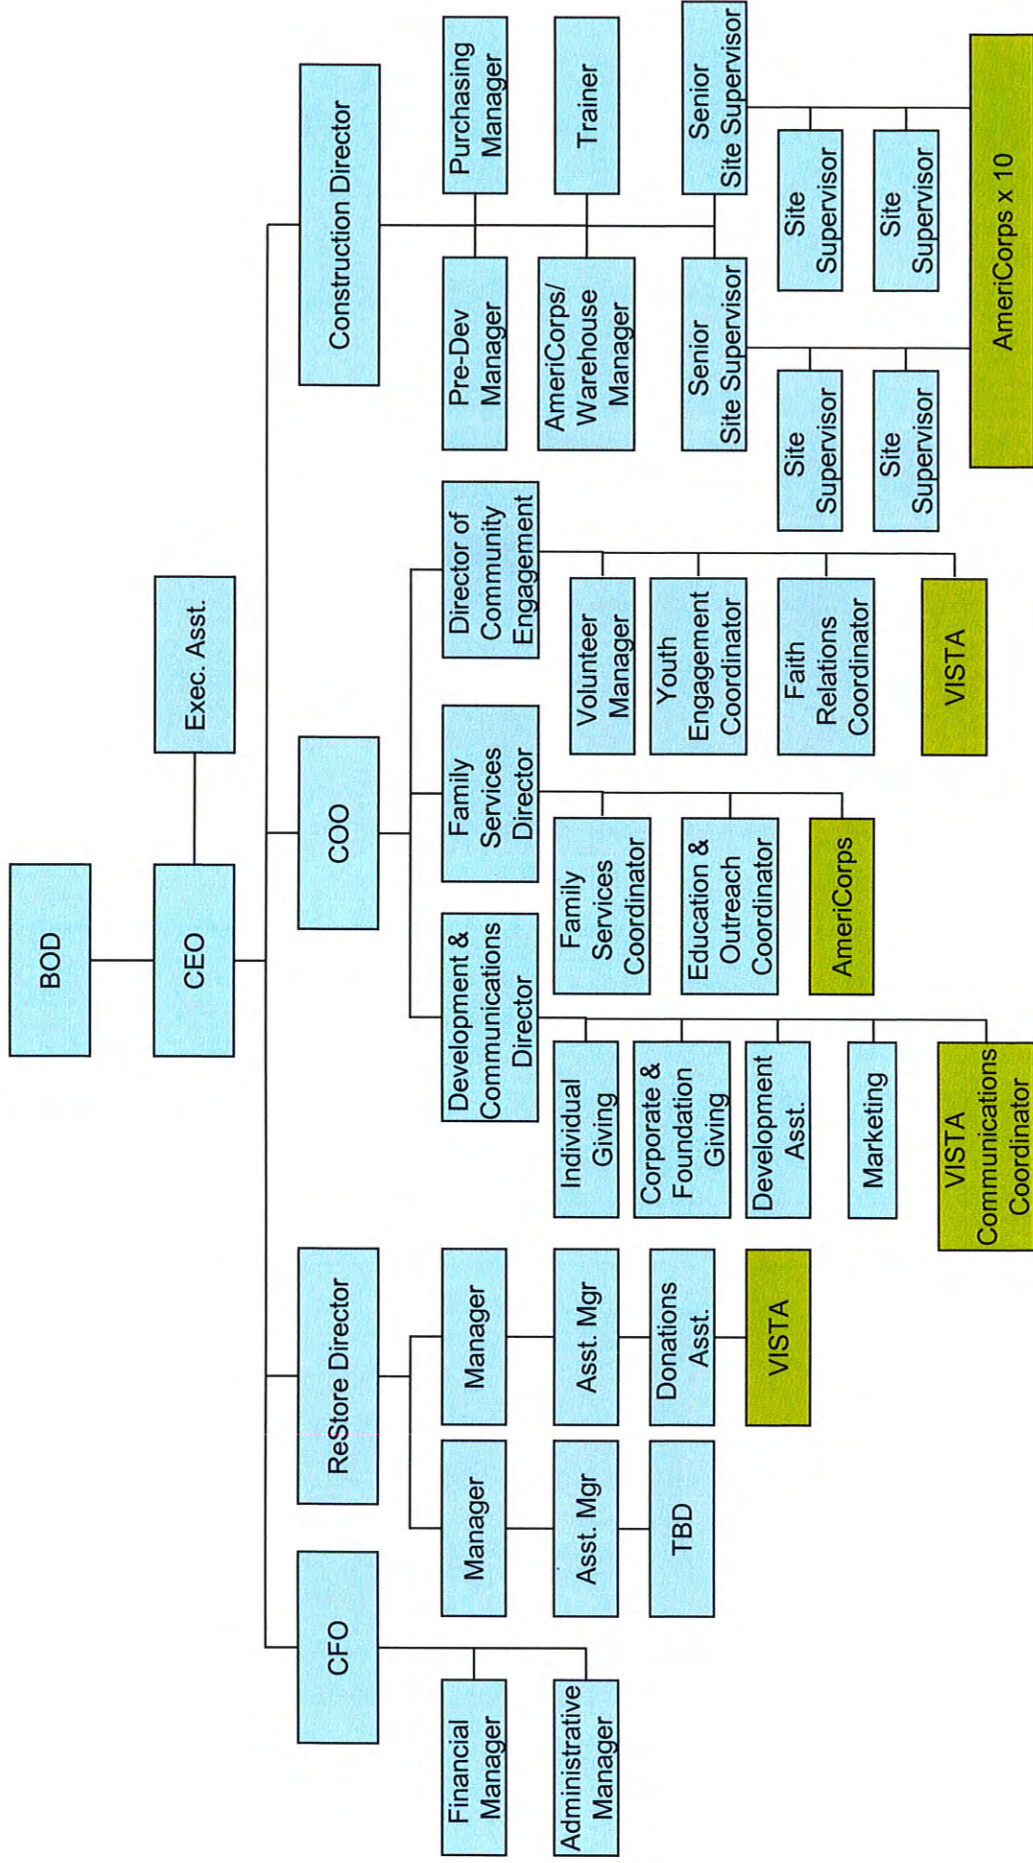 BOD
CEO
Exec. Asst.
CFO
ReStore Director
COO
Construction Director
Financial
Manager
Administrative
Manager
Manager
Asst. Mgr
TBD
Manager
Asst. Mgr
Donations
Asst.
VISTA
Development &
Communications
Director
Individual
Giving
Corporate &
Foundation
Giving
Development
Asst.
Marketing
VISTA
Communications
Coordinator
Family
Services
Director
Family
Services
Coordinator
Education &
Outreach
Coordinator
AmeriCorps
Director of
Community
Engagement
Volunteer
Manager
Youth
Engagement
Coordinator
Faith
Relations
Coordinator
VISTA
Pre-Dev
Manager
Purchasing
Manager
AmeriCorps/
Warehouse
Manager
Trainer
Senior
Site Supervisor
Senior
Site Supervisor
Site
Supervisor
Site
Supervisor
Site
Supervisor
Site
Supervisor
AmeriCorps x 10